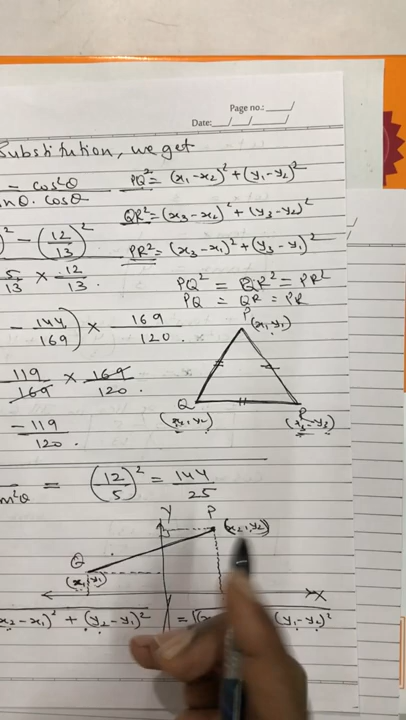 Page no.: ___/
Date: ___/___/___/
Substitution, we get
- cos²θ
sinθ. cosθ
PQ² = (x₁-x₂)² + (y₁-y₂)²
QR² = (x₃-x₂)² + (y₃-y₂)²
PR² = (x₃-x₁)² + (y₃-y₁)²
)² - (12/13)²
5/13 × 12/13.
PQ² = QR² = PR²
PQ = QR = PR
- 144/169) × 169/120.
P(x₁,y₁)
119/169 × 169/120.
Q
(x₂,y₂)
R
(x₃-y₃)
-119/120.
= (12/5)² = 144/25
Y
P
(x₂,y₂)
Q
(x₁,y₁)
X
x₂-x₁)² + (y₂-y₁)²
(y₁-y₂)²